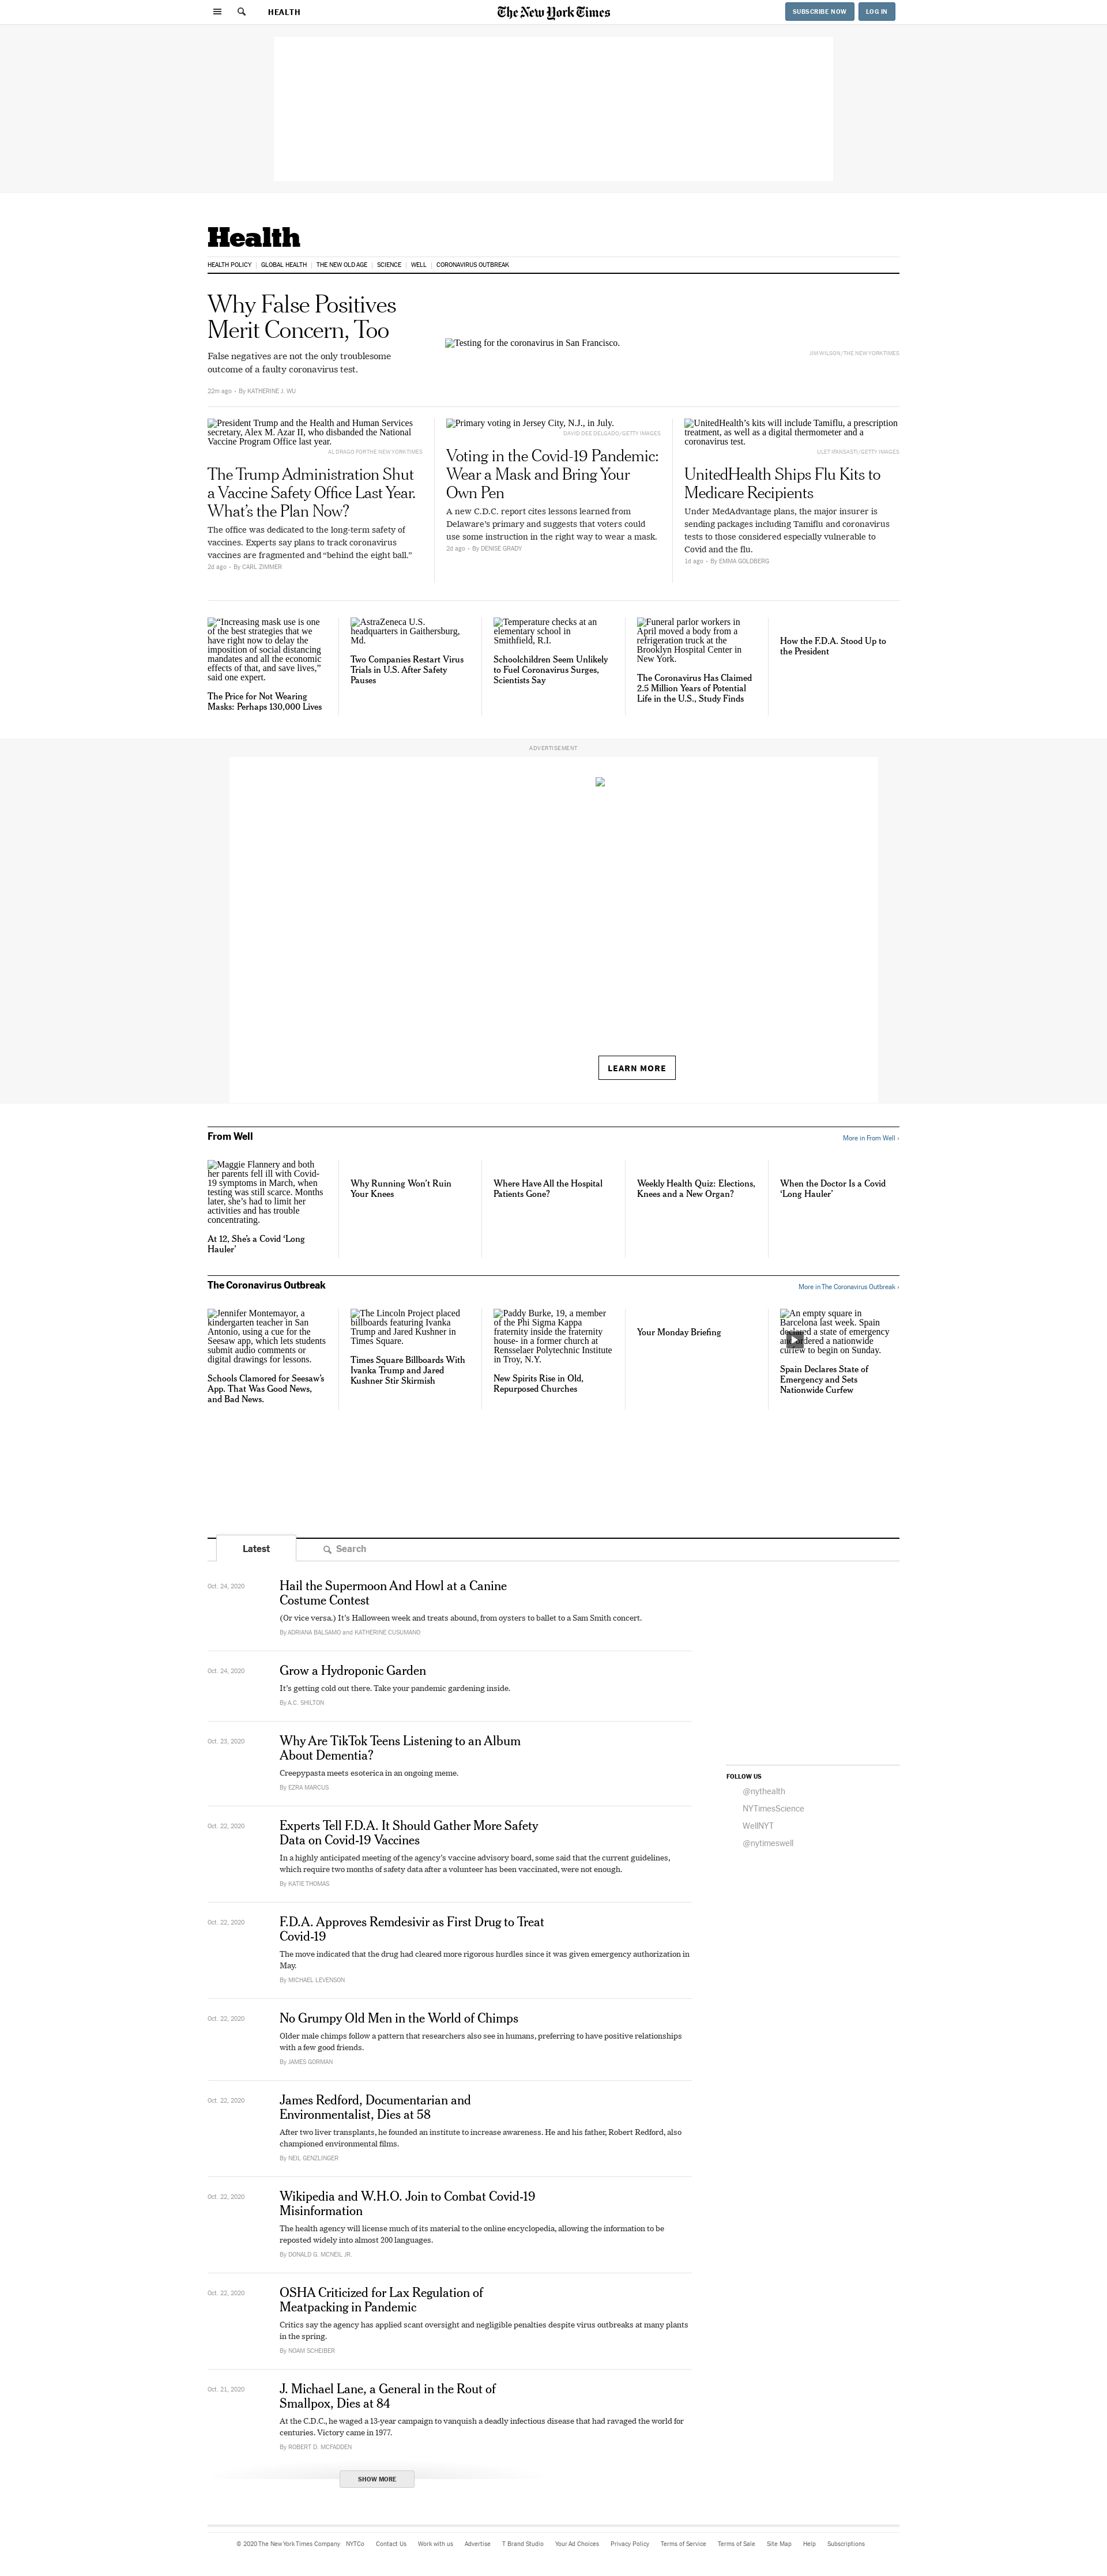 HEALTH
The New York Times
SUBSCRIBE NOW
LOG IN
Health
HEALTH POLICY
GLOBAL HEALTH
THE NEW OLD AGE
SCIENCE
WELL
CORONAVIRUS OUTBREAK
Why False Positives
Merit Concern, Too
False negatives are not the only troublesome
outcome of a faulty coronavirus test.
22m ago - By KATHERINE J. WU
Testing for the coronavirus in San Francisco.
JIM WILSON/THE NEW YORK TIMES
President Trump and the Health and Human Services
secretary, Alex M. Azar II, who disbanded the National
Vaccine Program Office last year.
AL DRAGO FOR THE NEW YORK TIMES
The Trump Administration Shut
a Vaccine Safety Office Last Year.
What’s the Plan Now?
The office was dedicated to the long-term safety of
vaccines. Experts say plans to track coronavirus
vaccines are fragmented and “behind the eight ball.”
2d ago - By CARL ZIMMER
Primary voting in Jersey City, N.J., in July.
DAVID DEE DELGADO/GETTY IMAGES
Voting in the Covid-19 Pandemic:
Wear a Mask and Bring Your
Own Pen
A new C.D.C. report cites lessons learned from
Delaware’s primary and suggests that voters could
use some instruction in the right way to wear a mask.
2d ago - By DENISE GRADY
UnitedHealth’s kits will include Tamiflu, a prescription
treatment, as well as a digital thermometer and a
coronavirus test.
ULET IFANSASTI/GETTY IMAGES
UnitedHealth Ships Flu Kits to
Medicare Recipients
Under MedAdvantage plans, the major insurer is
sending packages including Tamiflu and coronavirus
tests to those considered especially vulnerable to
Covid and the flu.
1d ago - By EMMA GOLDBERG
“Increasing mask use is one
of the best strategies that we
have right now to delay the
imposition of social distancing
mandates and all the economic
effects of that, and save lives,”
said one expert.
The Price for Not Wearing
Masks: Perhaps 130,000 Lives
AstraZeneca U.S.
headquarters in Gaithersburg,
Md.
Two Companies Restart Virus
Trials in U.S. After Safety
Pauses
Temperature checks at an
elementary school in
Smithfield, R.I.
Schoolchildren Seem Unlikely
to Fuel Coronavirus Surges,
Scientists Say
Funeral parlor workers in
April moved a body from a
refrigeration truck at the
Brooklyn Hospital Center in
New York.
The Coronavirus Has Claimed
2.5 Million Years of Potential
Life in the U.S., Study Finds
How the F.D.A. Stood Up to
the President
ADVERTISEMENT
LEARN MORE
From Well
More in From Well ›
Maggie Flannery and both
her parents fell ill with Covid-
19 symptoms in March, when
testing was still scarce. Months
later, she’s had to limit her
activities and has trouble
concentrating.
At 12, She’s a Covid ‘Long
Hauler’
Why Running Won’t Ruin
Your Knees
Where Have All the Hospital
Patients Gone?
Weekly Health Quiz: Elections,
Knees and a New Organ?
When the Doctor Is a Covid
‘Long Hauler’
The Coronavirus Outbreak
More in The Coronavirus Outbreak ›
Jennifer Montemayor, a
kindergarten teacher in San
Antonio, using a cue for the
Seesaw app, which lets students
submit audio comments or
digital drawings for lessons.
Schools Clamored for Seesaw’s
App. That Was Good News,
and Bad News.
The Lincoln Project placed
billboards featuring Ivanka
Trump and Jared Kushner in
Times Square.
Times Square Billboards With
Ivanka Trump and Jared
Kushner Stir Skirmish
Paddy Burke, 19, a member
of the Phi Sigma Kappa
fraternity inside the fraternity
house- in a former church at
Rensselaer Polytechnic Institute
in Troy, N.Y.
New Spirits Rise in Old,
Repurposed Churches
Your Monday Briefing
An empty square in
Barcelona last week. Spain
declared a state of emergency
and ordered a nationwide
curfew to begin on Sunday.
Spain Declares State of
Emergency and Sets
Nationwide Curfew
Latest
Search
Oct. 24, 2020
Hail the Supermoon And Howl at a Canine
Costume Contest
(Or vice versa.) It’s Halloween week and treats abound, from oysters to ballet to a Sam Smith concert.
By ADRIANA BALSAMO and KATHERINE CUSUMANO
Oct. 24, 2020
Grow a Hydroponic Garden
It’s getting cold out there. Take your pandemic gardening inside.
By A.C. SHILTON
Oct. 23, 2020
Why Are TikTok Teens Listening to an Album
About Dementia?
Creepypasta meets esoterica in an ongoing meme.
By EZRA MARCUS
Oct. 22, 2020
Experts Tell F.D.A. It Should Gather More Safety
Data on Covid-19 Vaccines
In a highly anticipated meeting of the agency’s vaccine advisory board, some said that the current guidelines,
which require two months of safety data after a volunteer has been vaccinated, were not enough.
By KATIE THOMAS
Oct. 22, 2020
F.D.A. Approves Remdesivir as First Drug to Treat
Covid-19
The move indicated that the drug had cleared more rigorous hurdles since it was given emergency authorization in
May.
By MICHAEL LEVENSON
Oct. 22, 2020
No Grumpy Old Men in the World of Chimps
Older male chimps follow a pattern that researchers also see in humans, preferring to have positive relationships
with a few good friends.
By JAMES GORMAN
Oct. 22, 2020
James Redford, Documentarian and
Environmentalist, Dies at 58
After two liver transplants, he founded an institute to increase awareness. He and his father, Robert Redford, also
championed environmental films.
By NEIL GENZLINGER
Oct. 22, 2020
Wikipedia and W.H.O. Join to Combat Covid-19
Misinformation
The health agency will license much of its material to the online encyclopedia, allowing the information to be
reposted widely into almost 200 languages.
By DONALD G. MCNEIL JR.
Oct. 22, 2020
OSHA Criticized for Lax Regulation of
Meatpacking in Pandemic
Critics say the agency has applied scant oversight and negligible penalties despite virus outbreaks at many plants
in the spring.
By NOAM SCHEIBER
Oct. 21, 2020
J. Michael Lane, a General in the Rout of
Smallpox, Dies at 84
At the C.D.C., he waged a 13-year campaign to vanquish a deadly infectious disease that had ravaged the world for
centuries. Victory came in 1977.
By ROBERT D. MCFADDEN
SHOW MORE
FOLLOW US
@nythealth
NYTimesScience
WellNYT
@nytimeswell
© 2020 The New York Times Company
NYTCo
Contact Us
Work with us
Advertise
T Brand Studio
Your Ad Choices
Privacy Policy
Terms of Service
Terms of Sale
Site Map
Help
Subscriptions